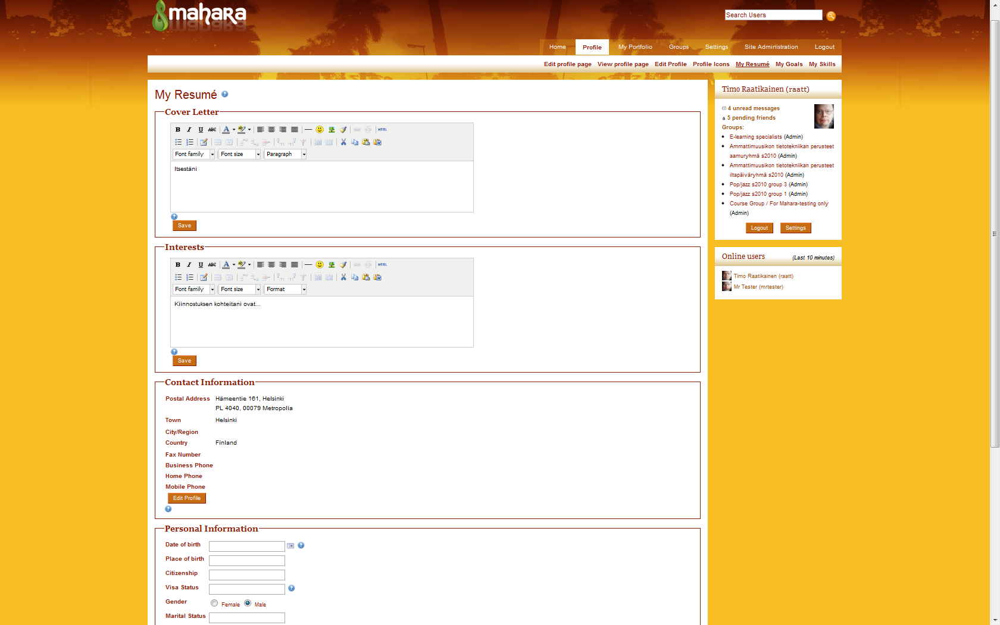 mahara
Search Users
Home Profile My Portfolio Groups Settings Site Administration Logout
Edit profile page View profile page Edit Profile Profile Icons My Resumé My Goals My Skills
My Resumé
Cover Letter
B I U ABC A ab HTML
Font family Font size Paragraph
Itsestäni
Save
Interests
B I U ABC A ab HTML
Font family Font size Format
Kiinnostuksen kohteitani ovat...
Save
Contact Information
Postal Address Hämeentie 161, Helsinki
PL 4040, 00079 Metropolia
Town Helsinki
City/Region
Country Finland
Fax Number
Business Phone
Home Phone
Mobile Phone
Edit Profile
Personal Information
Date of birth
Place of birth
Citizenship
Visa Status
Gender Female Male
Marital Status
Timo Raatikainen (raatt)
4 unread messages
5 pending friends
Groups:
E-learning specialists (Admin)
Ammattimuusikon tietotekniikan perusteet
aamuryhmä s2010 (Admin)
Ammattimuusikon tietotekniikan perusteet
iltapäiväryhmä s2010 (Admin)
Pop/jazz s2010 group 3 (Admin)
Pop/jazz s2010 group 1 (Admin)
Course Group / For Mahara-testing only
(Admin)
Logout Settings
Online users (Last 10 minutes)
Timo Raatikainen (raatt)
Mr Tester (mrtester)